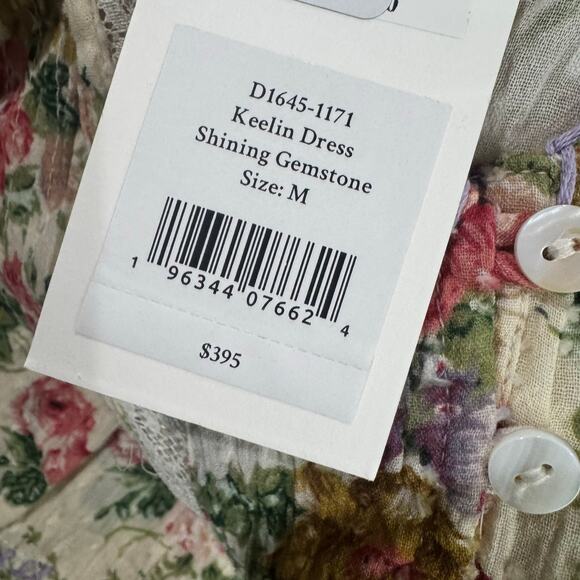 D1645-1171
Keelin Dress
Shining Gemstone
Size: M
1 96344 07662 4
$395